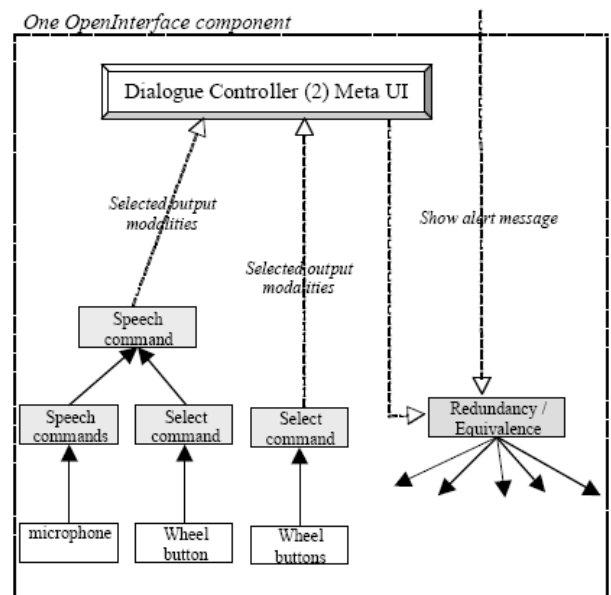 One OpenInterface component
Dialogue Controller (2) Meta UI
Selected output
modalities
Show alert message
Selected output
modalities
Speech
command
Speech
commands
Select
command
Select
command
Redundancy /
Equivalence
microphone
Wheel
button
Wheel
buttons